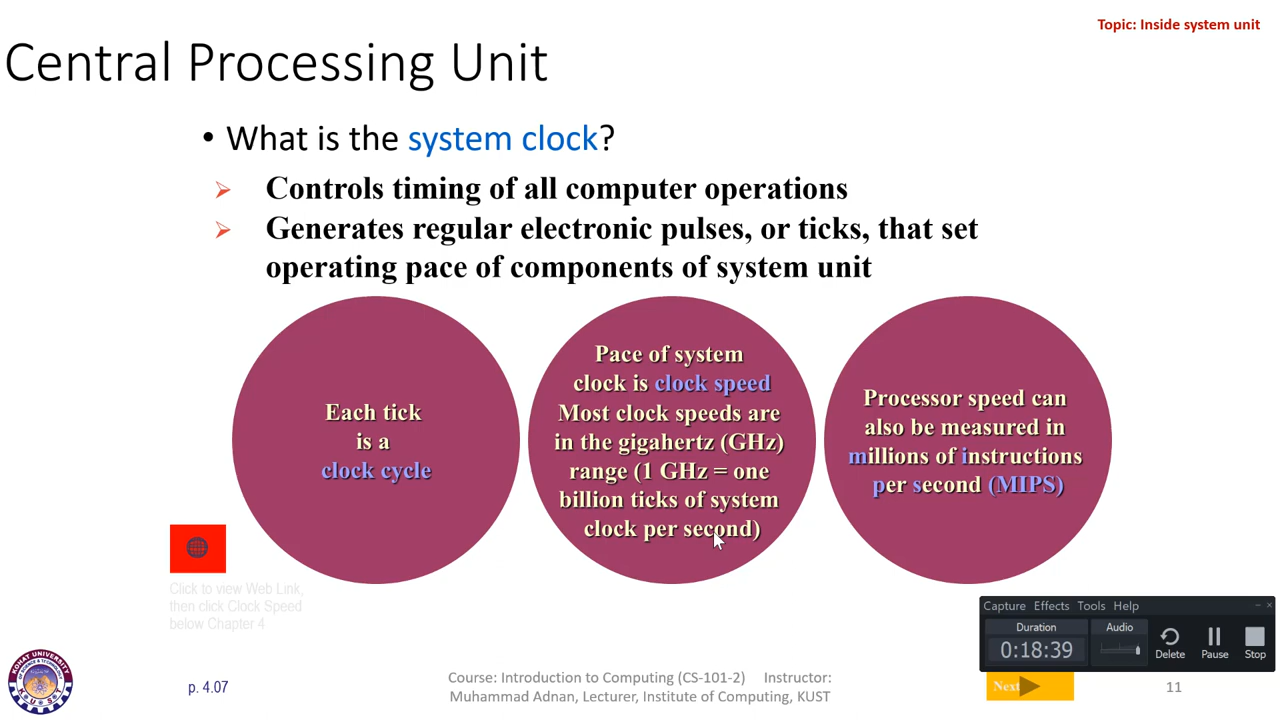 Topic: Inside system unit
Central Processing Unit
• What is the system clock?
Controls timing of all computer operations
Generates regular electronic pulses, or ticks, that set
operating pace of components of system unit
Each tick
is a
clock cycle
Pace of system
clock is clock speed
Most clock speeds are
in the gigahertz (GHz)
range (1 GHz = one
billion ticks of system
clock per second)
Processor speed can
also be measured in
millions of instructions
per second (MIPS)
Click to view Web Link,
then click Clock Speed
below Chapter 4
Capture Effects Tools Help
Duration
0:18:39
Audio
Delete
Pause
Stop
KOHAT UNIVERSITY
KUST
p. 4.07
Course: Introduction to Computing (CS-101-2) Instructor:
Muhammad Adnan, Lecturer, Institute of Computing, KUST
Next
11